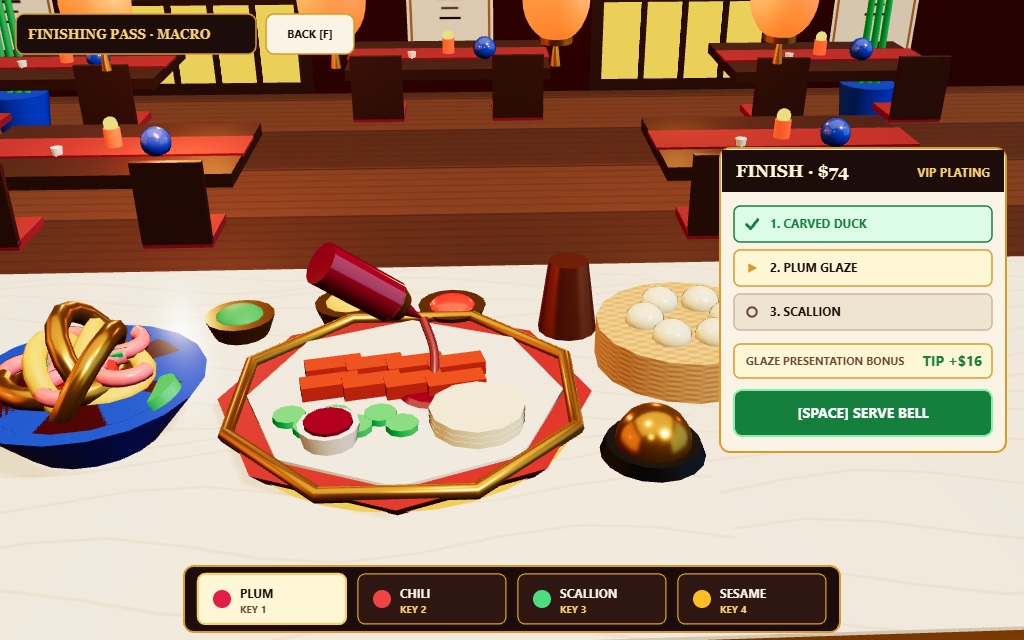 FINISHING PASS · MACRO
BACK [F]
FINISH · $74
VIP PLATING
1. CARVED DUCK
2. PLUM GLAZE
3. SCALLION
GLAZE PRESENTATION BONUS
TIP +$16
[SPACE] SERVE BELL
PLUM
KEY 1
CHILI
KEY 2
SCALLION
KEY 3
SESAME
KEY 4